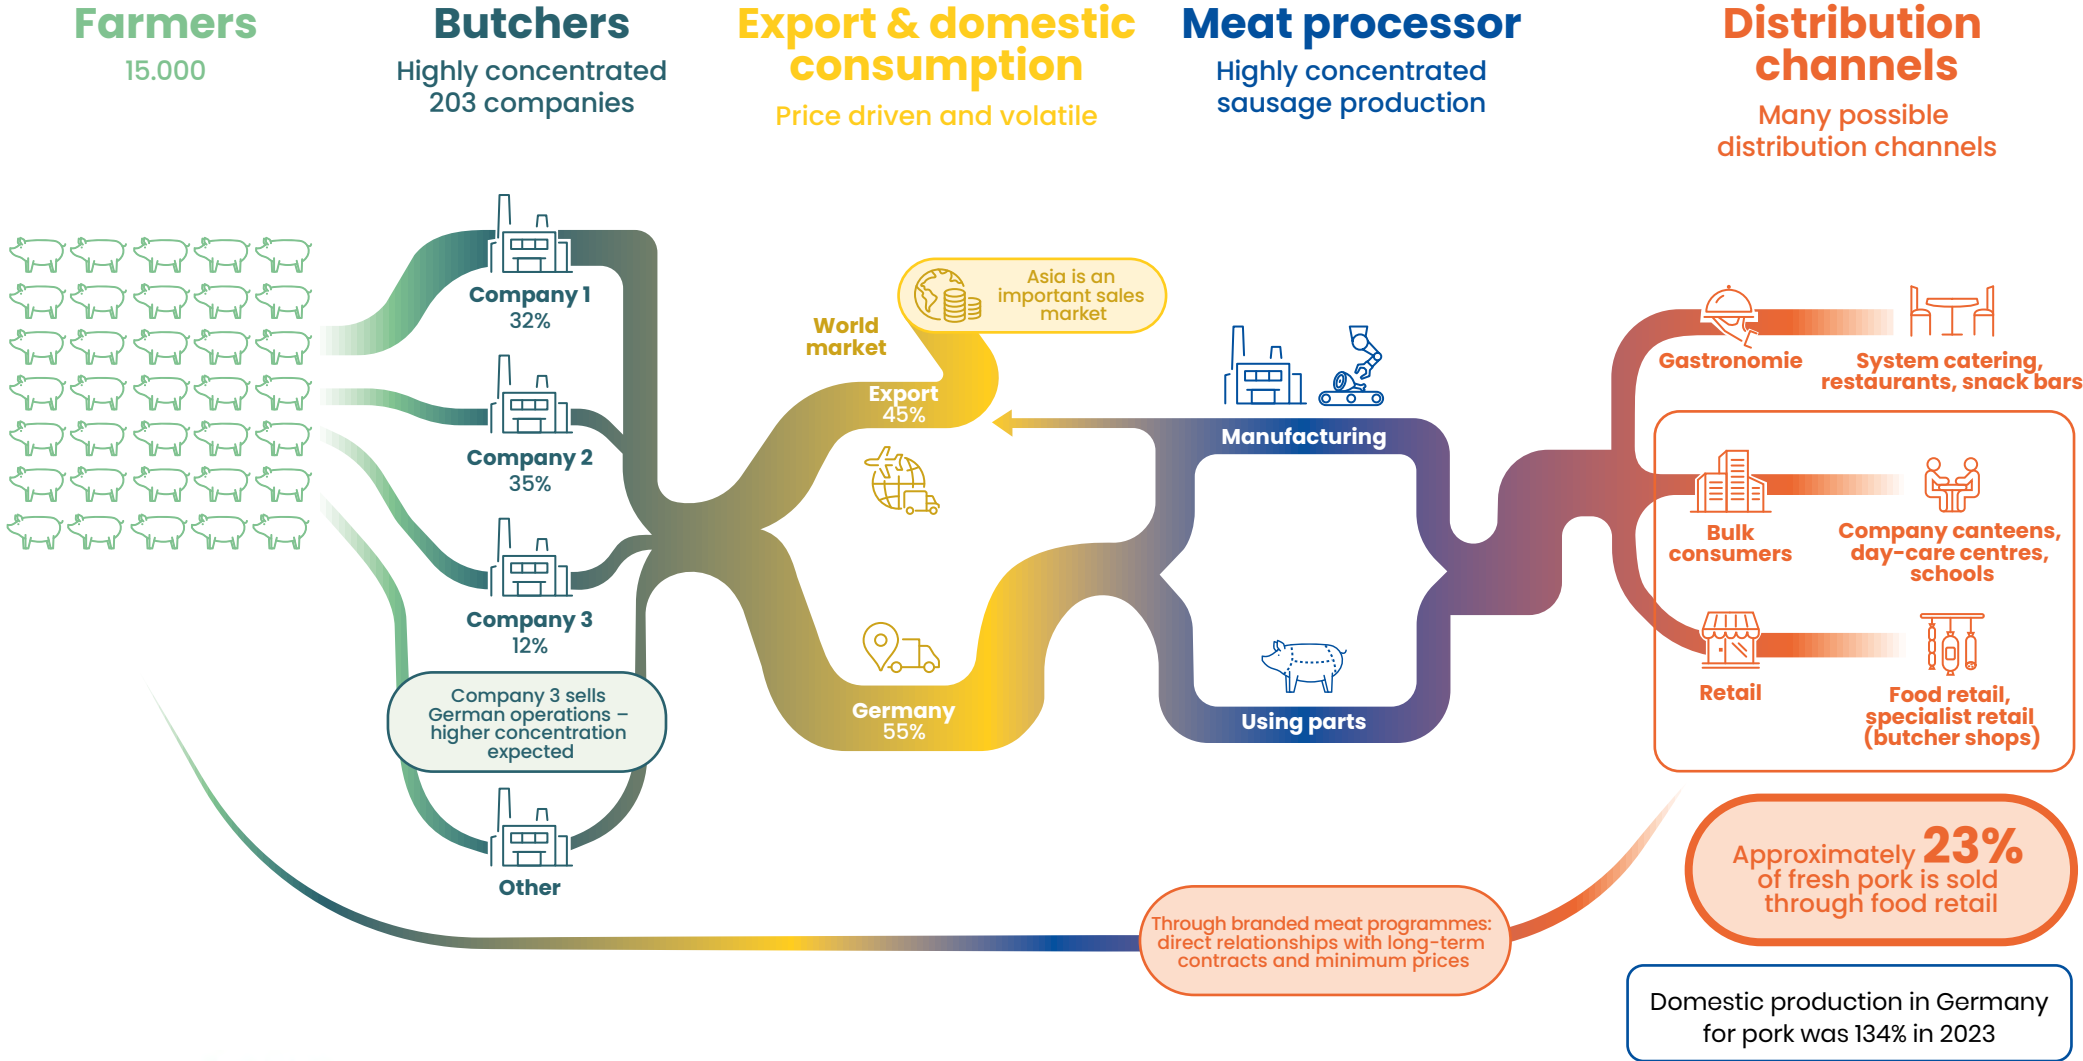 Farmers
15.000
Butchers
Highly concentrated
203 companies
Export & domestic
consumption
Price driven and volatile
Meat processor
Highly concentrated
sausage production
Distribution
channels
Many possible
distribution channels
Company 1
32%
Company 2
35%
Company 3
12%
Company 3 sells
German operations –
higher concentration
expected
Other
World
market
Asia is an
important sales
market
Export
45%
Germany
55%
Manufacturing
Using parts
Gastronomie
System catering,
restaurants, snack bars
Bulk
consumers
Company canteens,
day-care centres,
schools
Retail
Food retail,
specialist retail
(butcher shops)
Through branded meat programmes:
direct relationships with long-term
contracts and minimum prices
Approximately 23%
of fresh pork is sold
through food retail
Domestic production in Germany
for pork was 134% in 2023